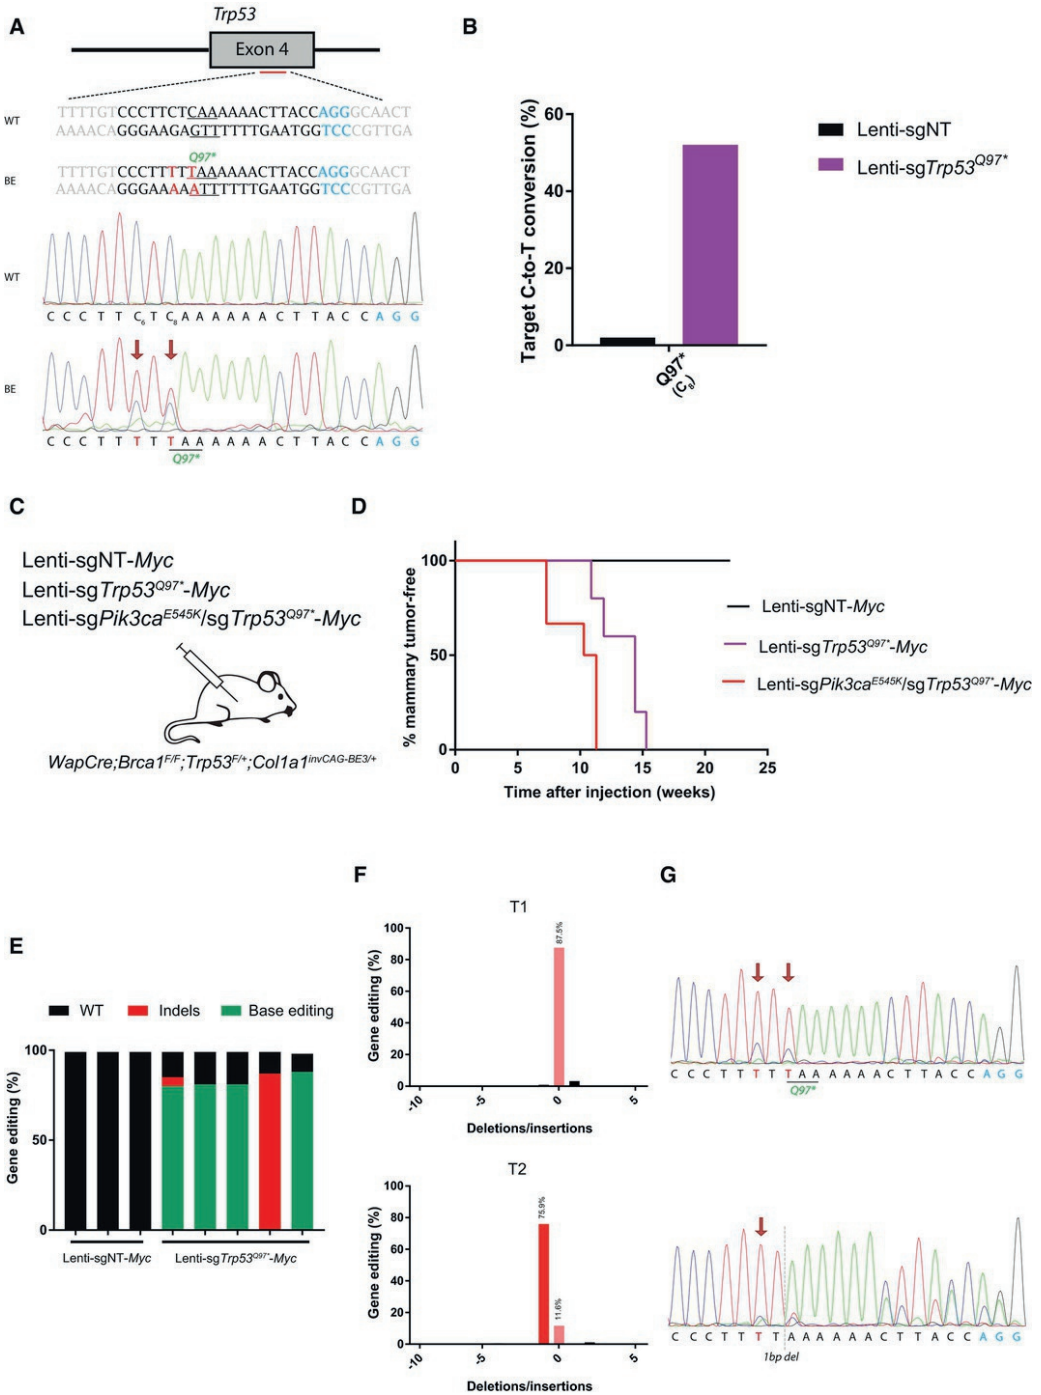 A
Trp53
Exon 4
WT
TTTTGTCCCTTCTCAAAAAACTTACCAGGGCAACT
AAAACAGGGAAGAGTTTTTTGAATGGTCCCGTTGA
Q97*
BE
TTTTGTCCCTTTTTAAAAAACTTACCAGGGCAACT
AAAACAGGGAAAAATTTTTTGAATGGTCCCGTTGA
WT
C C C T T C6 T C8 A A A A A A C T T A C C A G G
BE
C C C T T T T T A A A A A A C T T A C C A G G
Q97*
B
Target C-to-T conversion (%)
60
40
20
0
Q97*
(C8)
Lenti-sgNT
Lenti-sgTrp53Q97*
C
Lenti-sgNT-Myc
Lenti-sgTrp53Q97*-Myc
Lenti-sgPik3caE545K/sgTrp53Q97*-Myc
WapCre;Brca1F/F;Trp53F/+;Col1a1invCAG-BE3/+
D
% mammary tumor-free
100
50
0
0 5 10 15 20 25
Time after injection (weeks)
Lenti-sgNT-Myc
Lenti-sgTrp53Q97*-Myc
Lenti-sgPik3caE545K/sgTrp53Q97*-Myc
E
WT Indels Base editing
Gene editing (%)
100
50
0
Lenti-sgNT-Myc
Lenti-sgTrp53Q97*-Myc
F
T1
Gene editing (%)
100
80
60
40
20
0
87.5%
-10 -5 0 5
Deletions/insertions
T2
Gene editing (%)
100
80
60
40
20
0
75.9%
11.6%
-10 -5 0 5
Deletions/insertions
G
C C C T T T T T A A A A A A C T T A C C A G G
Q97*
C C C T T T T A A A A A A C T T A C C A G G
1bp del